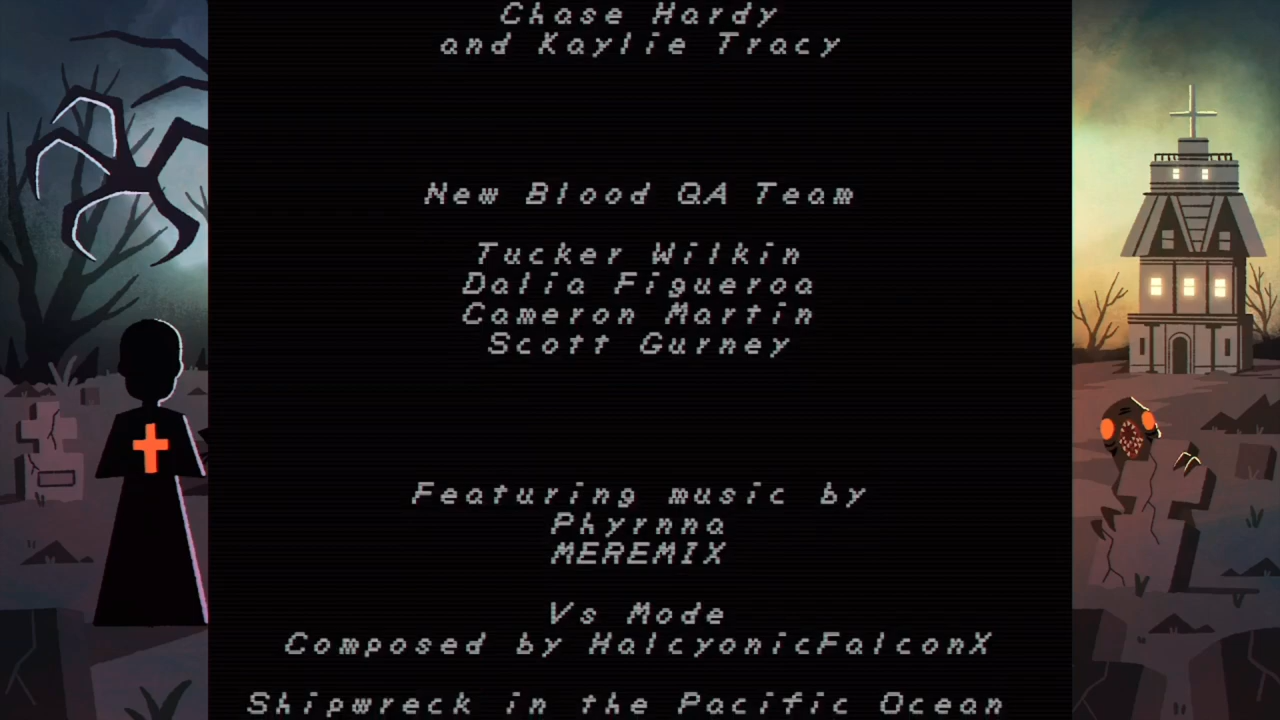 Chase Hardy
and Kaylie Tracy
New Blood QA Team
Tucker Wilkin
Dalia Figueroa
Cameron Martin
Scott Gurney
Featuring music by
Phyrnna
MEREMIX
Vs Mode
Composed by HalcyonicFalconX
Shipwreck in the Pacific Ocean